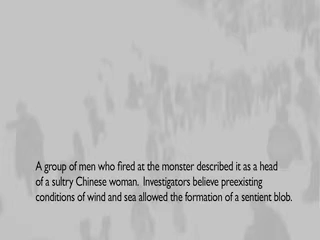 A group of men who fired at the monster described it as a head
of a sultry Chinese woman.  Investigators believe preexisting
conditions of wind and sea allowed the formation of a sentient blob.